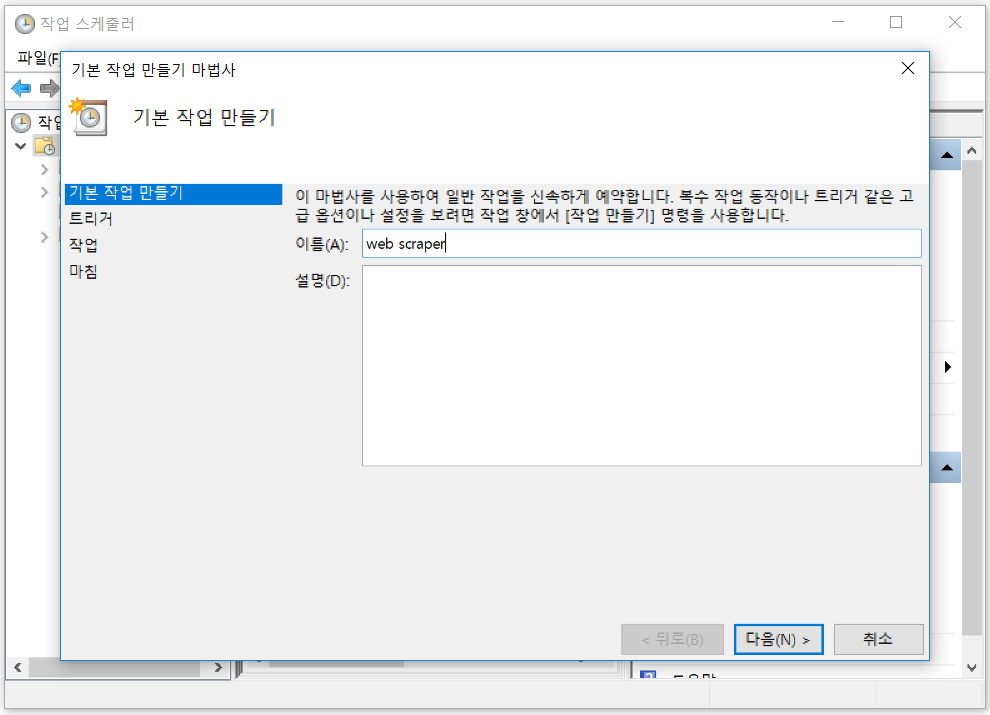 작업 스케줄러
파일(F
기본 작업 만들기 마법사
기본 작업 만들기
작업
기본 작업 만들기
트리거
작업
마침
이 마법사를 사용하여 일반 작업을 신속하게 예약합니다. 복수 작업 동작이나 트리거 같은 고
급 옵션이나 설정을 보려면 작업 창에서 [작업 만들기] 명령을 사용합니다.
이름(A): web scraper
설명(D):
< 뒤로(B) 다음(N) > 취소